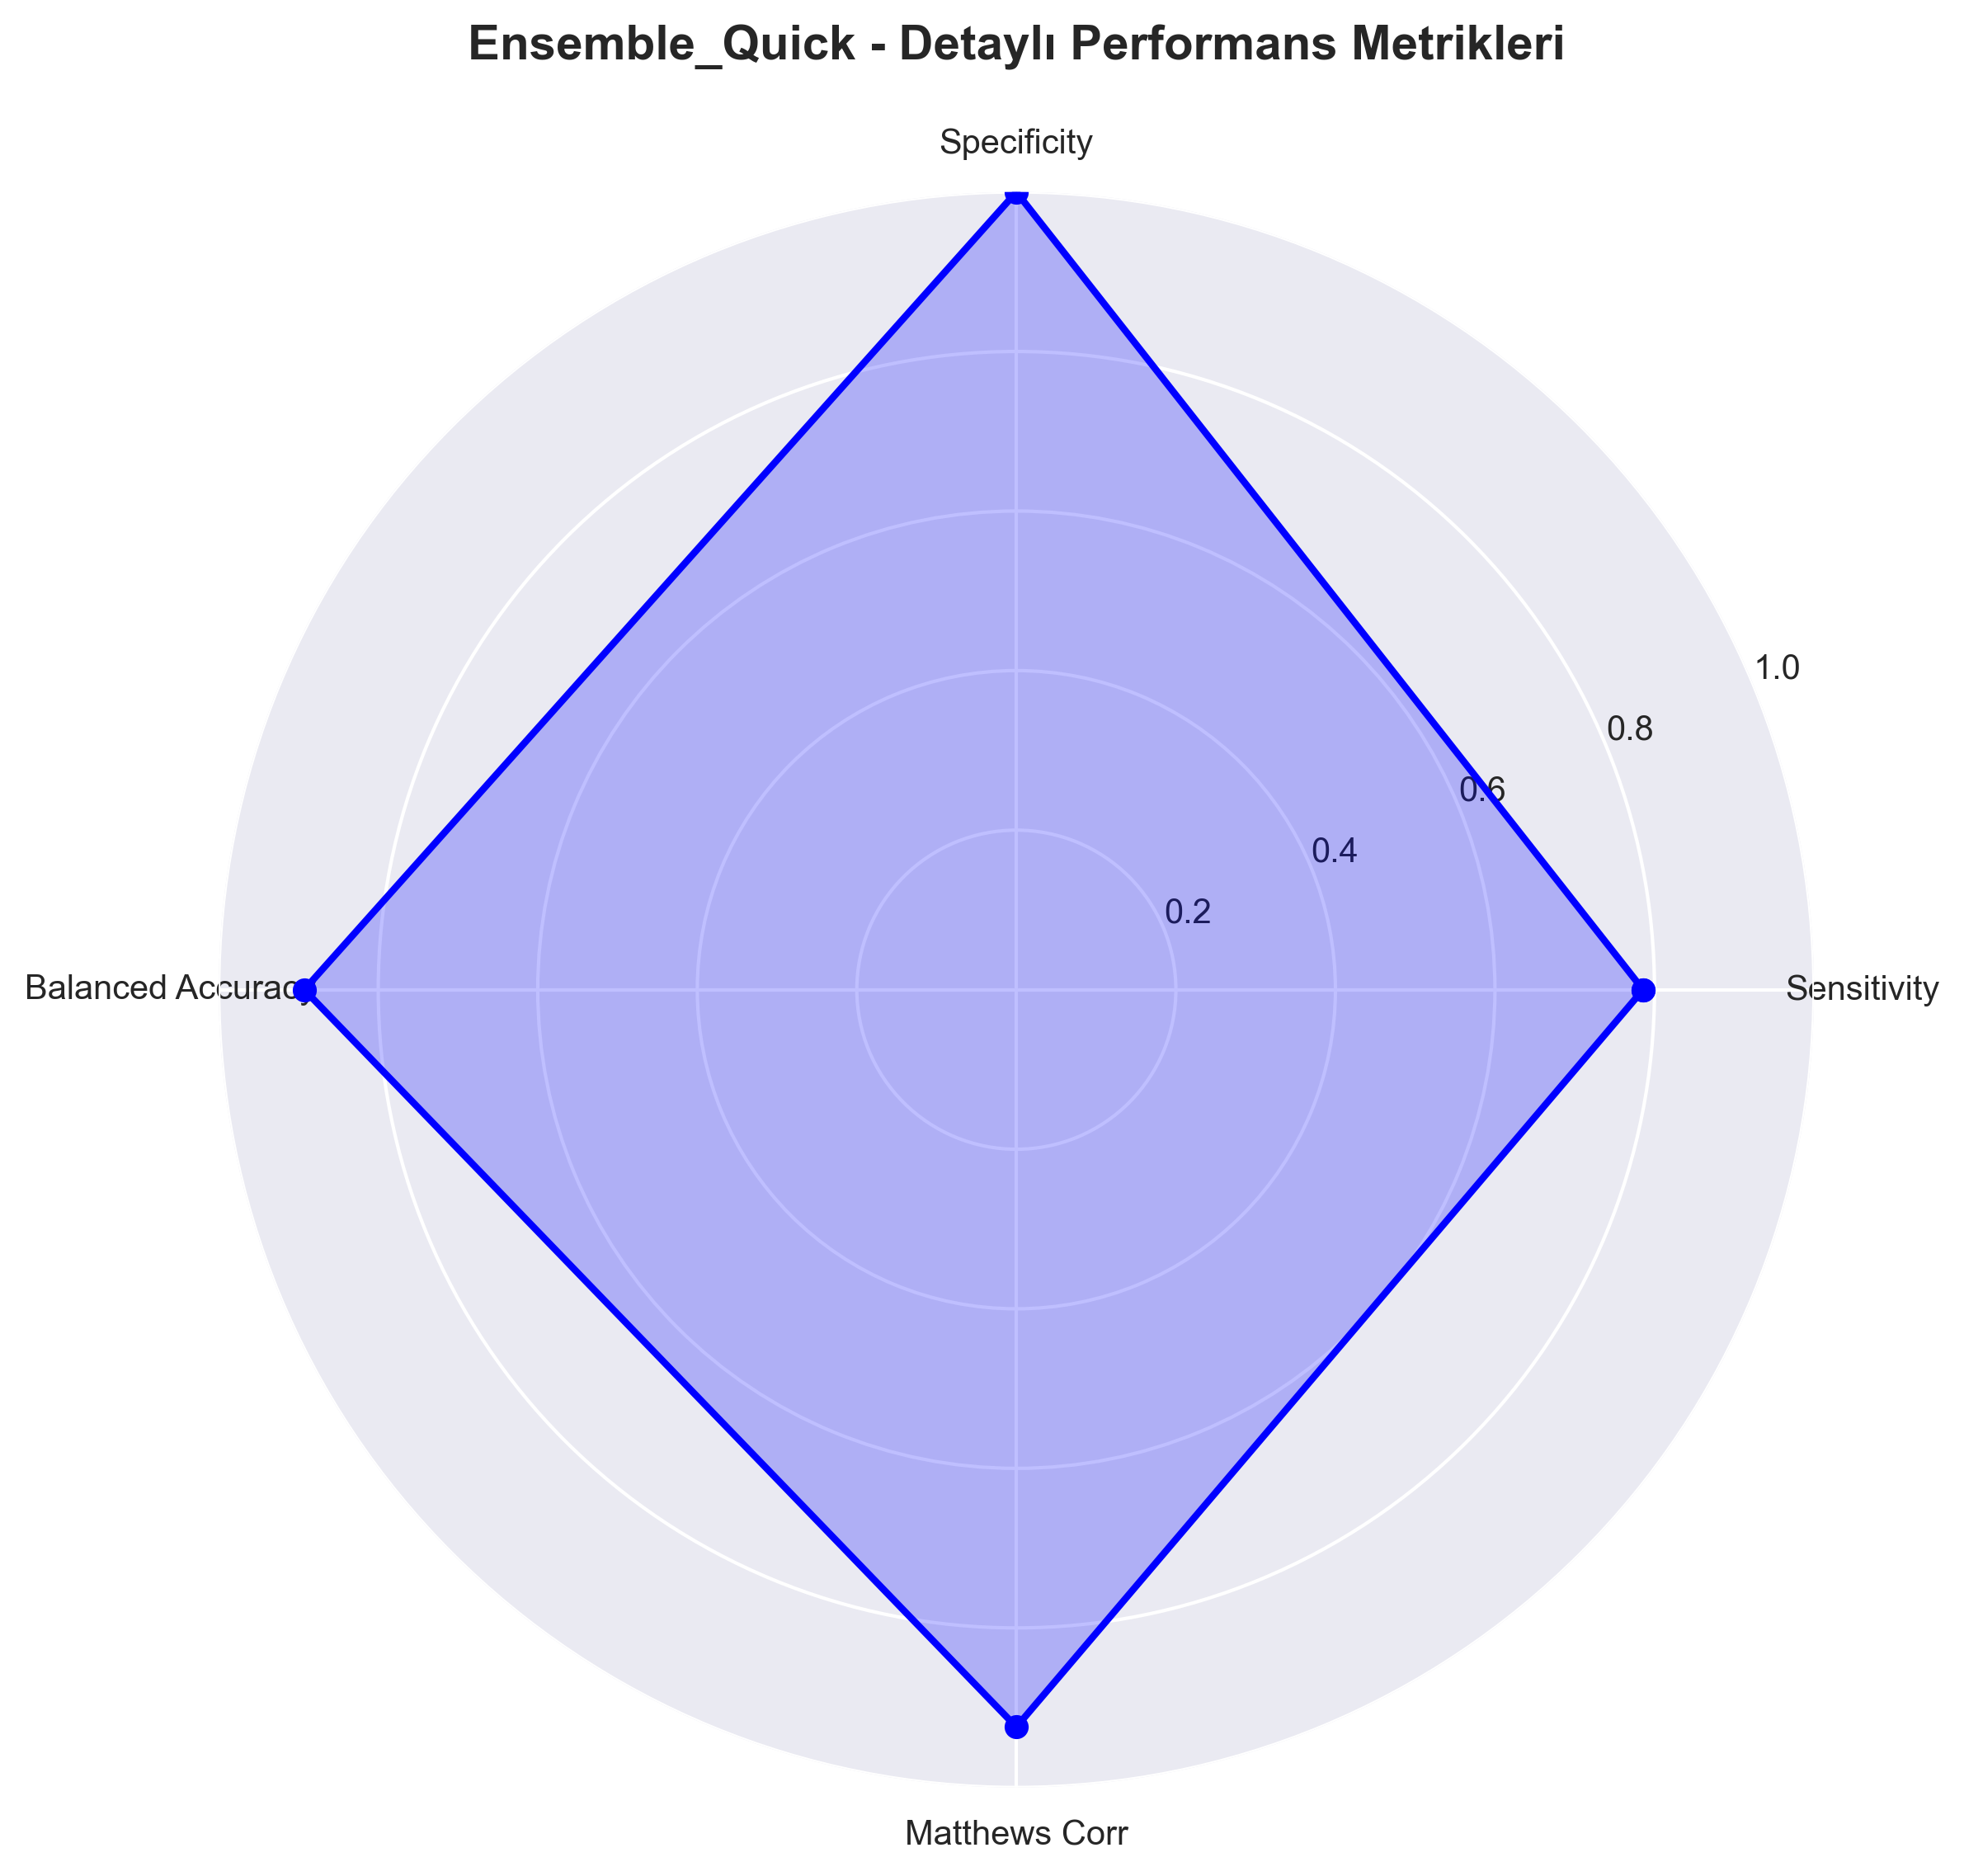 Ensemble_Quick - Detaylı Performans Metrikleri
Specificity
1.0
0.8
0.6
0.4
0.2
Balanced Accuracy
Sensitivity
Matthews Corr